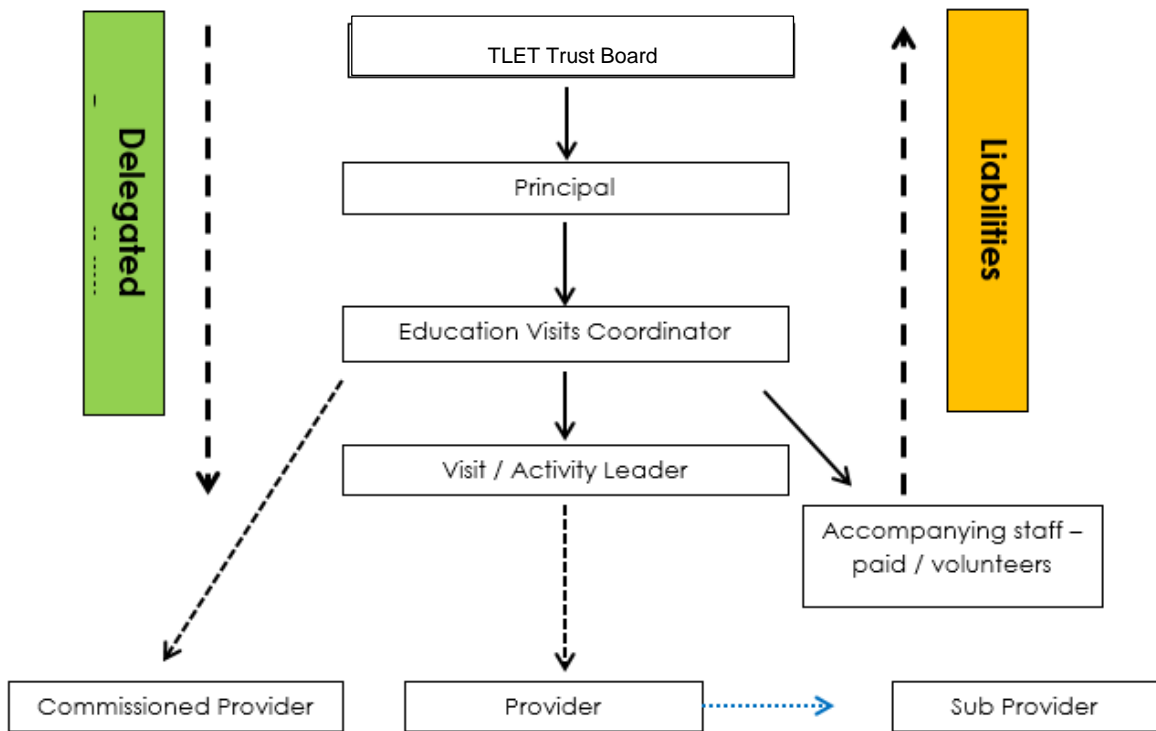 TLET Trust Board
Delegated
Liabilities
Principal
Education Visits Coordinator
Visit / Activity Leader
Accompanying staff –
paid / volunteers
Commissioned Provider
Provider
Sub Provider